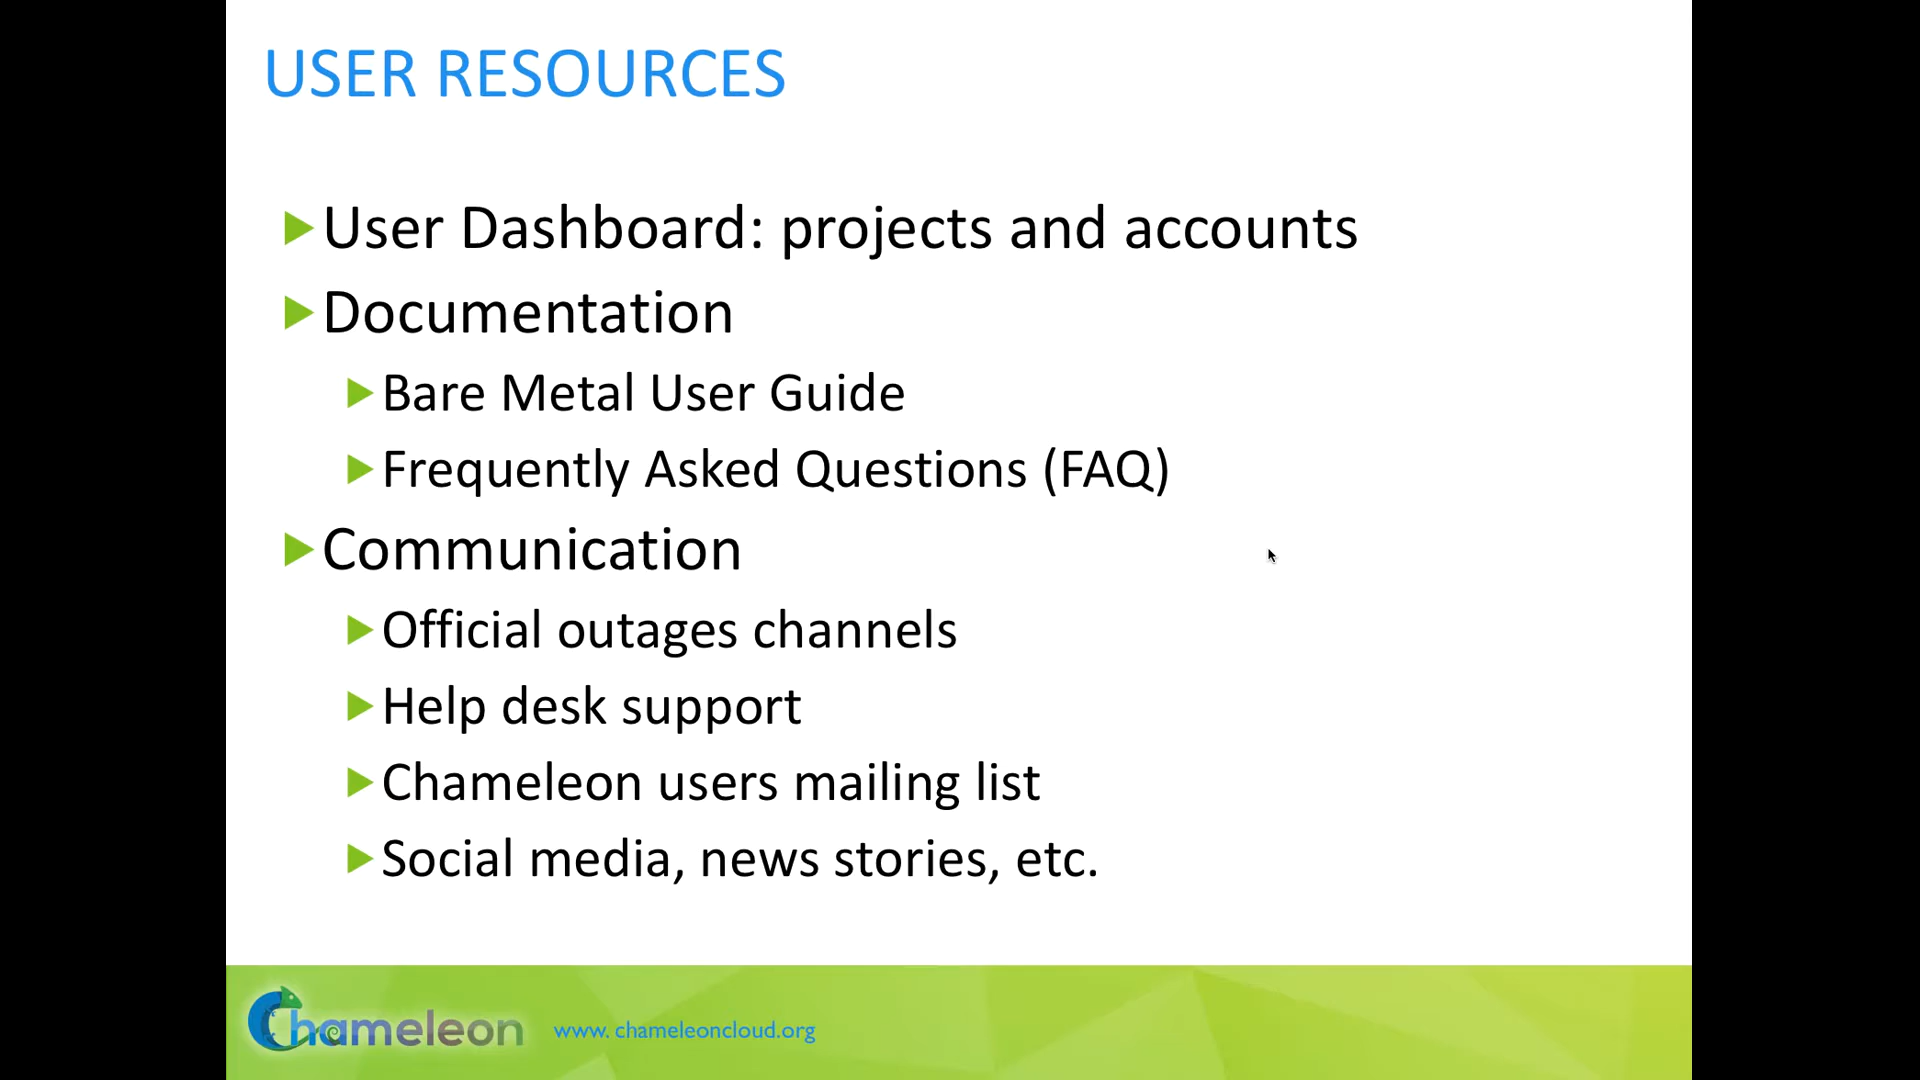 USER RESOURCES
User Dashboard: projects and accounts
Documentation
Bare Metal User Guide
Frequently Asked Questions (FAQ)
Communication
Official outages channels
Help desk support
Chameleon users mailing list
Social media, news stories, etc.
Chameleon www. chameleoncloud.org